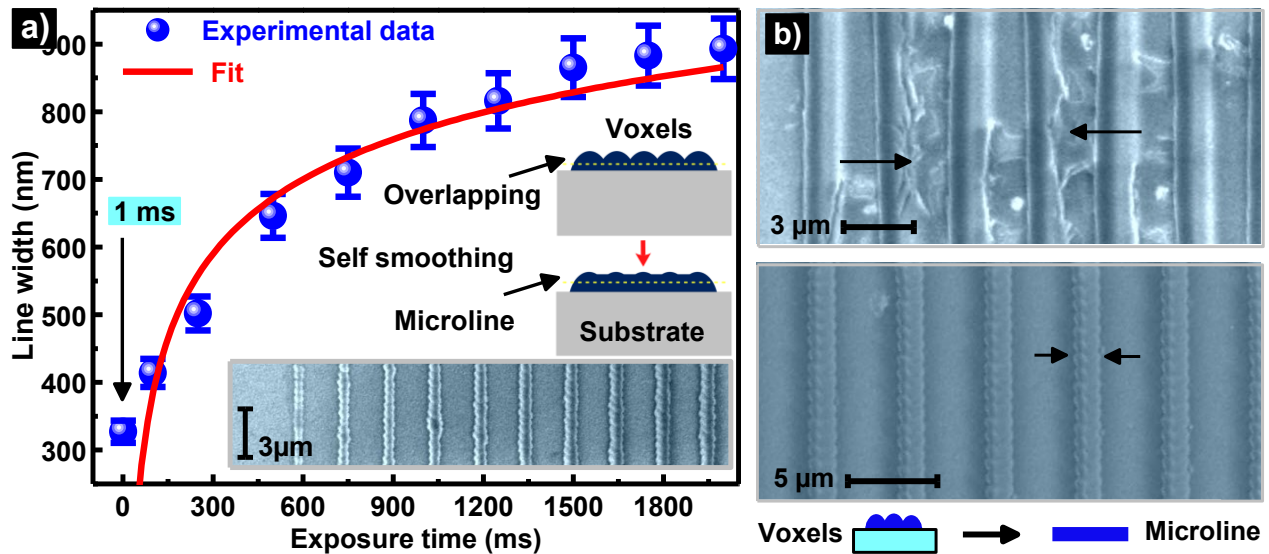 a)
Experimental data
Fit
Line width (nm)
900
800
700
600
500
400
300
1 ms
Voxels
Overlapping
Self smoothing
Microline
Substrate
3µm
0
300
600
900
1200
1500
1800
Exposure time (ms)
b)
3 µm
5 µm
Voxels
Microline